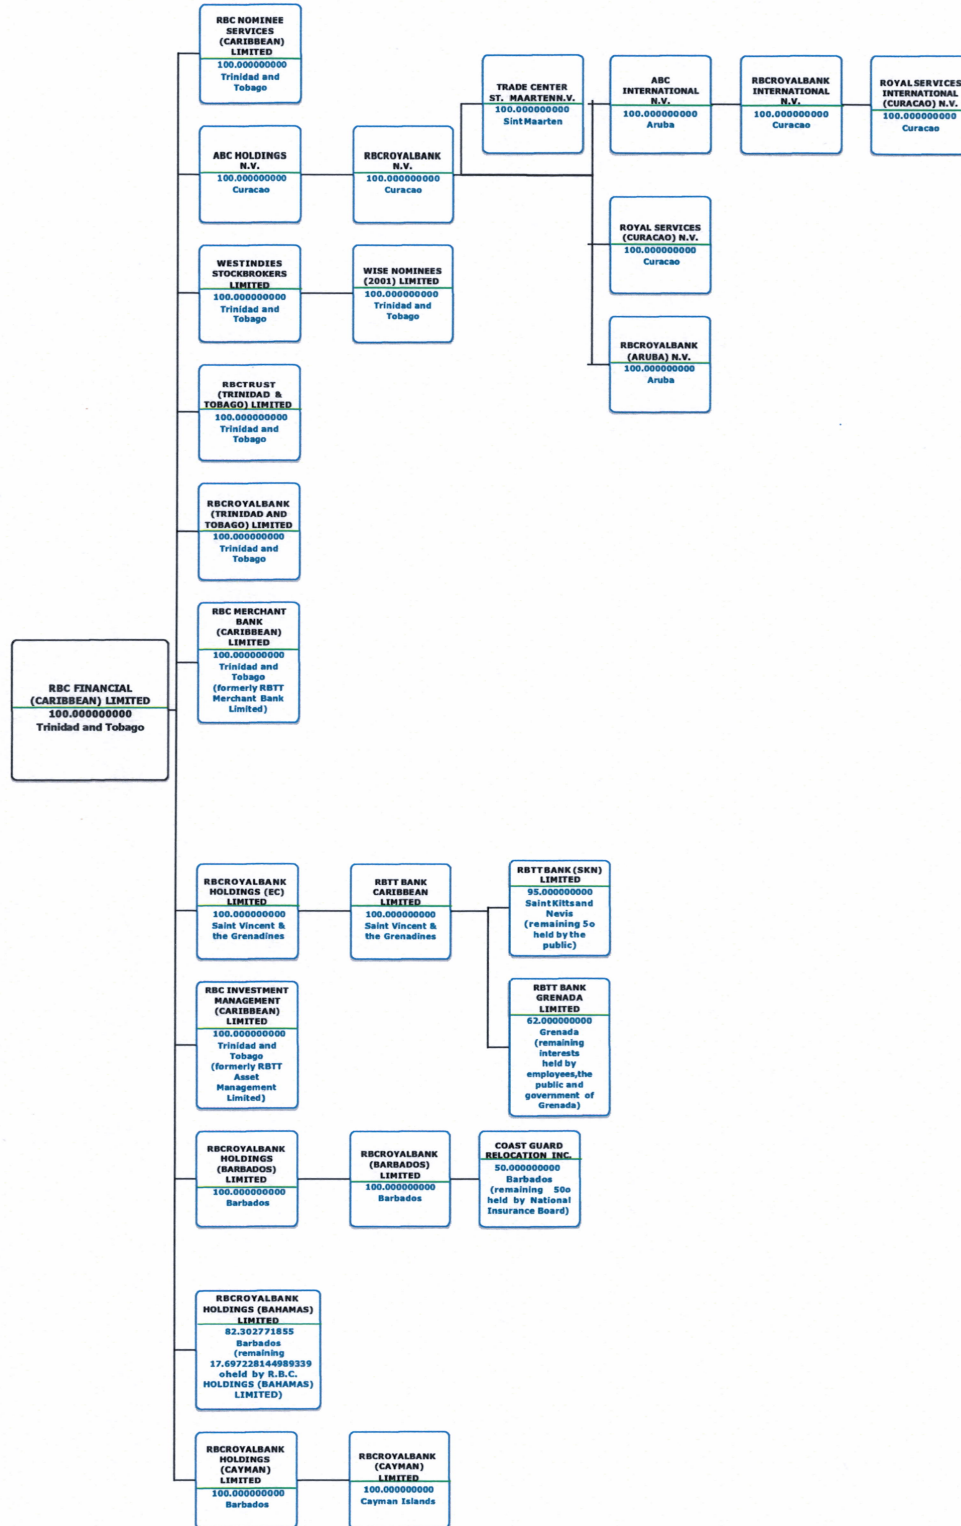 RBC NOMINEE
SERVICES
(CARIBBEAN)
LIMITED
100.000000000
Trinidad and
Tobago
TRADE CENTER
ST. MAARTENN.V.
100.000000000
Sint Maarten
ABC
INTERNATIONAL
N.V.
100.000000000
Aruba
RBCROYALBANK
INTERNATIONAL
N.V.
100.000000000
Curacao
ROYAL SERVICES
INTERNATIONAL
(CURACAO) N.V.
100.000000000
Curacao
ABC HOLDINGS
N.V.
100.000000000
Curacao
RBCROYALBANK
N.V.
100.000000000
Curacao
ROYAL SERVICES
(CURACAO) N.V.
100.000000000
Curacao
WESTINDIES
STOCKBROKERS
LIMITED
100.000000000
Trinidad and
Tobago
WISE NOMINEES
(2001) LIMITED
100.000000000
Trinidad and
Tobago
RBCROYALBANK
(ARUBA) N.V.
100.000000000
Aruba
RBCTRUST
(TRINIDAD &
TOBAGO) LIMITED
100.000000000
Trinidad and
Tobago
RBCROYALBANK
(TRINIDAD AND
TOBAGO) LIMITED
100.000000000
Trinidad and
Tobago
RBC MERCHANT
BANK
(CARIBBEAN)
LIMITED
100.000000000
Trinidad and
Tobago
(formerly RBTT
Merchant Bank
Limited)
RBC FINANCIAL
(CARIBBEAN) LIMITED
100.000000000
Trinidad and Tobago
RBCROYALBANK
HOLDINGS (EC)
LIMITED
100.000000000
Saint Vincent &
the Grenadines
RBTT BANK
CARIBBEAN
LIMITED
100.000000000
Saint Vincent &
the Grenadines
RBTT BANK (SKN)
LIMITED
95.000000000
Saint Kittsand
Nevis
(remaining 5o
held by the
public)
RBTT BANK
GRENADA
LIMITED
62.000000000
Grenada
(remaining
interests
held by
employees,the
public and
government of
Grenada)
RBC INVESTMENT
MANAGEMENT
(CARIBBEAN)
LIMITED
100.000000000
Trinidad and
Tobago
(formerly RBTT
Asset
Management
Limited)
RBCROYALBANK
HOLDINGS
(BARBADOS)
LIMITED
100.000000000
Barbados
RBCROYALBANK
(BARBADOS)
LIMITED
100.000000000
Barbados
COAST GUARD
RELOCATION INC.
50.000000000
Barbados
(remaining 50o
held by National
Insurance Board)
RBCROYALBANK
HOLDINGS (BAHAMAS)
LIMITED
82.302771855
Barbados
(remaining
17.697228144989339
oheld by R.B.C.
HOLDINGS (BAHAMAS)
LIMITED)
RBCROYALBANK
HOLDINGS
(CAYMAN)
LIMITED
100.000000000
Barbados
RBCROYALBANK
(CAYMAN)
LIMITED
100.000000000
Cayman Islands